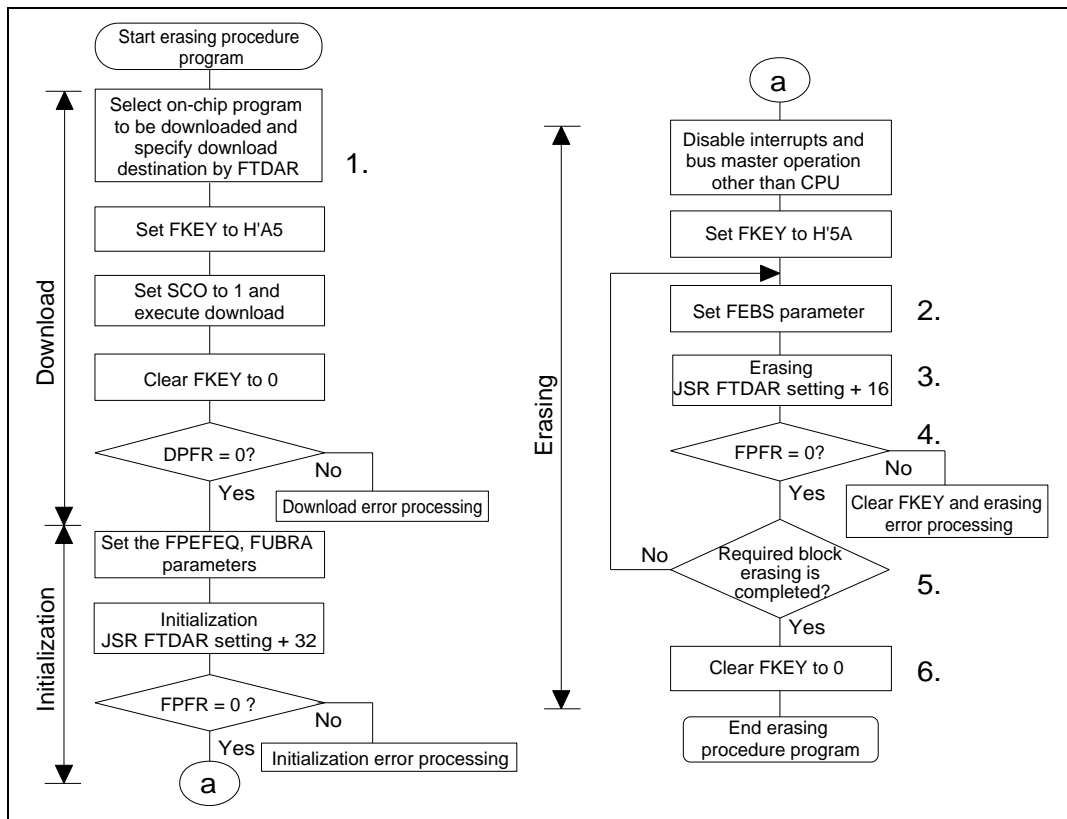 Start erasing procedure
program
Download
Select on-chip program
to be downloaded and
specify download
destination by FTDAR
1.
Set FKEY to H'A5
Set SCO to 1 and
execute download
Clear FKEY to 0
DPFR = 0?
No
Yes
Download error processing
Initialization
Set the FPEFEQ, FUBRA
parameters
Initialization
JSR FTDAR setting + 32
FPFR = 0 ?
No
Yes
Initialization error processing
a
a
Erasing
Disable interrupts and
bus master operation
other than CPU
Set FKEY to H'5A
Set FEBS parameter
2.
Erasing
JSR FTDAR setting + 16
3.
4.
FPFR = 0?
No
Yes
Clear FKEY and erasing
error processing
No
Required block
erasing is
completed?
5.
Yes
Clear FKEY to 0
6.
End erasing
procedure program